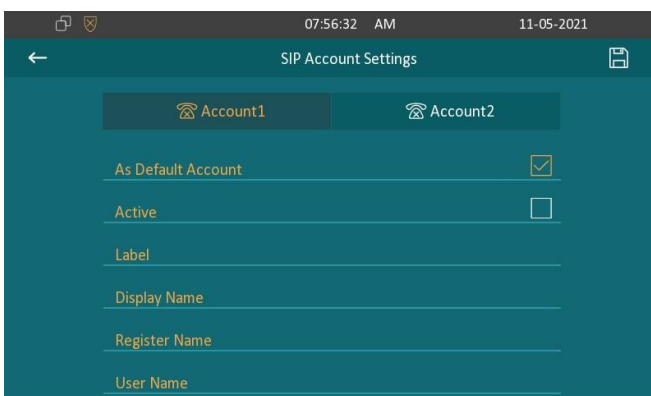 07:56:32 AM 11-05-2021
SIP Account Settings
Account1 Account2
As Default Account
Active
Label
Display Name
Register Name
User Name